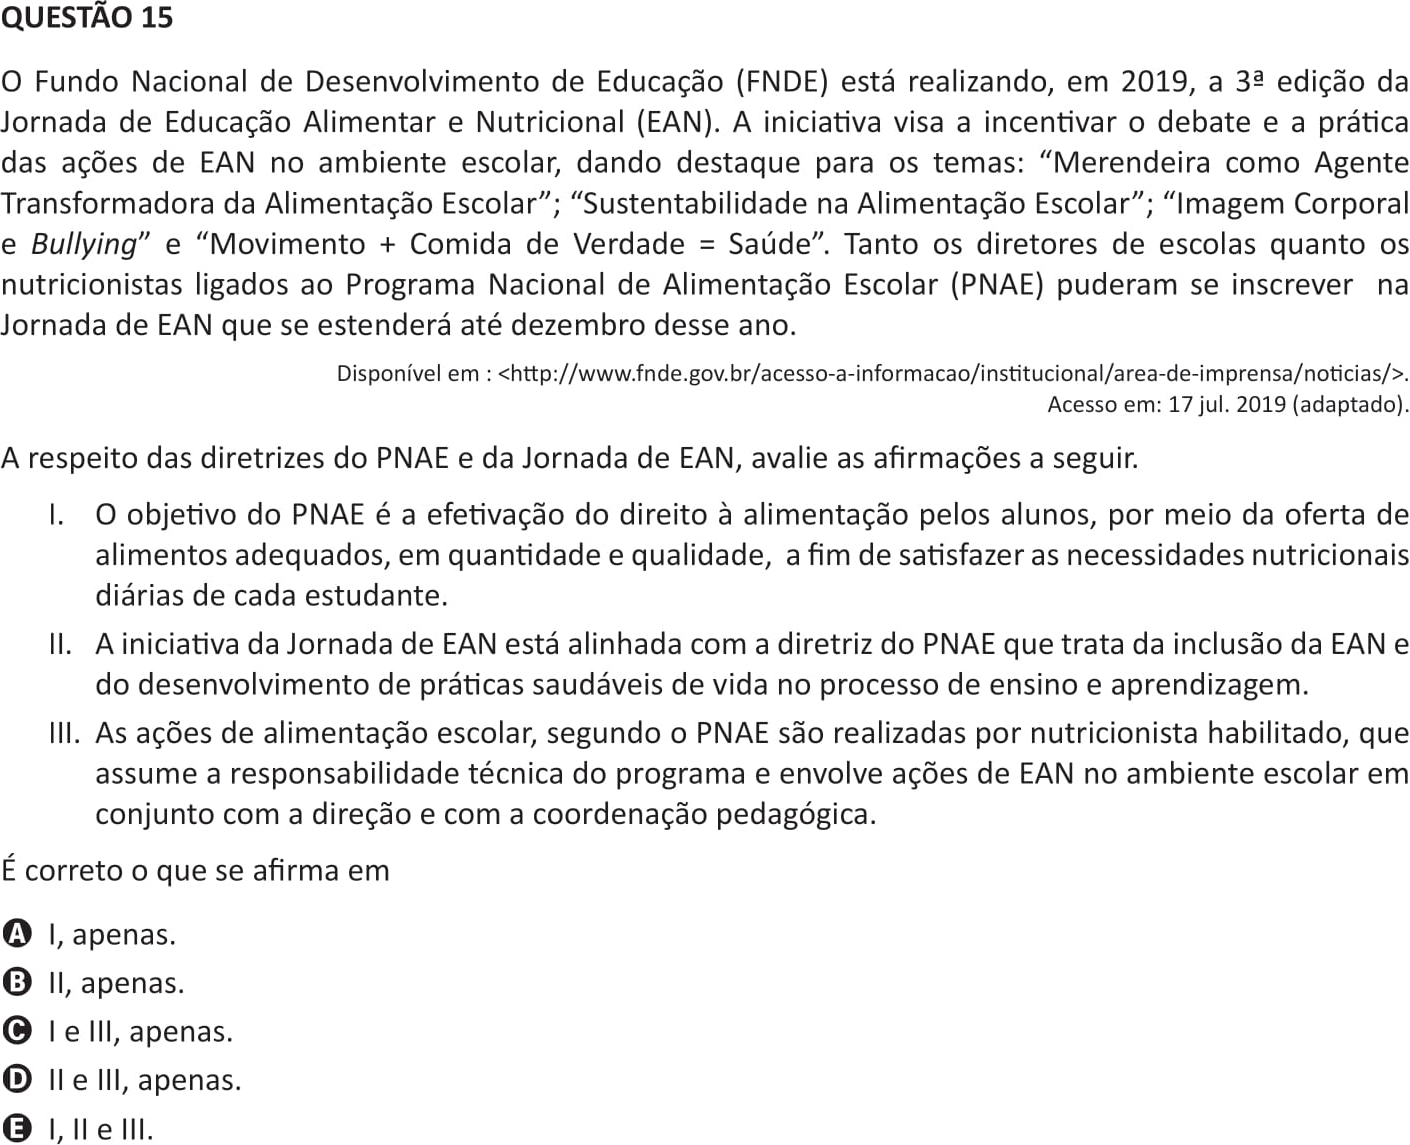 QUESTÃO 15
O Fundo Nacional de Desenvolvimento de Educação (FNDE) está realizando, em 2019, a 3ª edição da
Jornada de Educação Alimentar e Nutricional (EAN). A iniciativa visa a incentivar o debate e a prática
das ações de EAN no ambiente escolar, dando destaque para os temas: “Merendeira como Agente
Transformadora da Alimentação Escolar”; “Sustentabilidade na Alimentação Escolar”; “Imagem Corporal
e Bullying” e “Movimento + Comida de Verdade = Saúde”. Tanto os diretores de escolas quanto os
nutricionistas ligados ao Programa Nacional de Alimentação Escolar (PNAE) puderam se inscrever na
Jornada de EAN que se estenderá até dezembro desse ano.
Disponível em : <http://www.fnde.gov.br/acesso-a-informacao/institucional/area-de-imprensa/noticias/>.
Acesso em: 17 jul. 2019 (adaptado).
A respeito das diretrizes do PNAE e da Jornada de EAN, avalie as afirmações a seguir.
I. O objetivo do PNAE é a efetivação do direito à alimentação pelos alunos, por meio da oferta de
alimentos adequados, em quantidade e qualidade, a fim de satisfazer as necessidades nutricionais
diárias de cada estudante.
II. A iniciativa da Jornada de EAN está alinhada com a diretriz do PNAE que trata da inclusão da EAN e
do desenvolvimento de práticas saudáveis de vida no processo de ensino e aprendizagem.
III. As ações de alimentação escolar, segundo o PNAE são realizadas por nutricionista habilitado, que
assume a responsabilidade técnica do programa e envolve ações de EAN no ambiente escolar em
conjunto com a direção e com a coordenação pedagógica.
É correto o que se afirma em
A I, apenas.
B II, apenas.
C I e III, apenas.
D II e III, apenas.
E I, II e III.